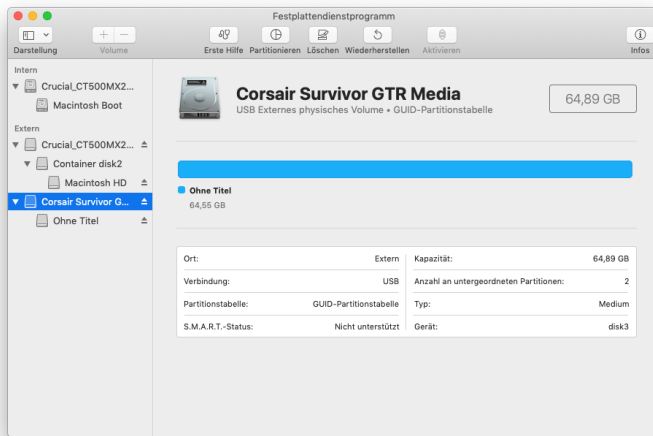 Festplattendienstprogramm
Darstellung
Volume
Erste Hilfe
Partitionieren
Löschen
Wiederherstellen
Aktivieren
Infos
Intern
Crucial_CT500MX2...
Macintosh Boot
Extern
Crucial_CT500MX2...
Container disk2
Macintosh HD
Corsair Survivor G...
Ohne Titel
Corsair Survivor GTR Media
USB Externes physisches Volume • GUID-Partitionstabelle
64,89 GB
Ohne Titel
64,55 GB
Ort: Extern
Verbindung: USB
Partitionstabelle: GUID-Partitionstabelle
S.M.A.R.T.-Status: Nicht unterstützt
Kapazität: 64,89 GB
Anzahl an untergeordneten Partitionen: 2
Typ: Medium
Gerät: disk3